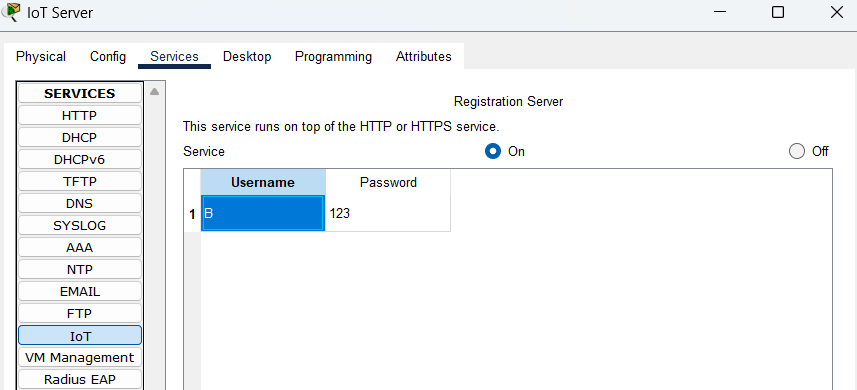 IoT Server
Physical Config Services Desktop Programming Attributes
SERVICES
HTTP
DHCP
DHCPv6
TFTP
DNS
SYSLOG
AAA
NTP
EMAIL
FTP
IoT
VM Management
Radius EAP
Registration Server
This service runs on top of the HTTP or HTTPS service.
Service On Off
Username Password
1 B 123